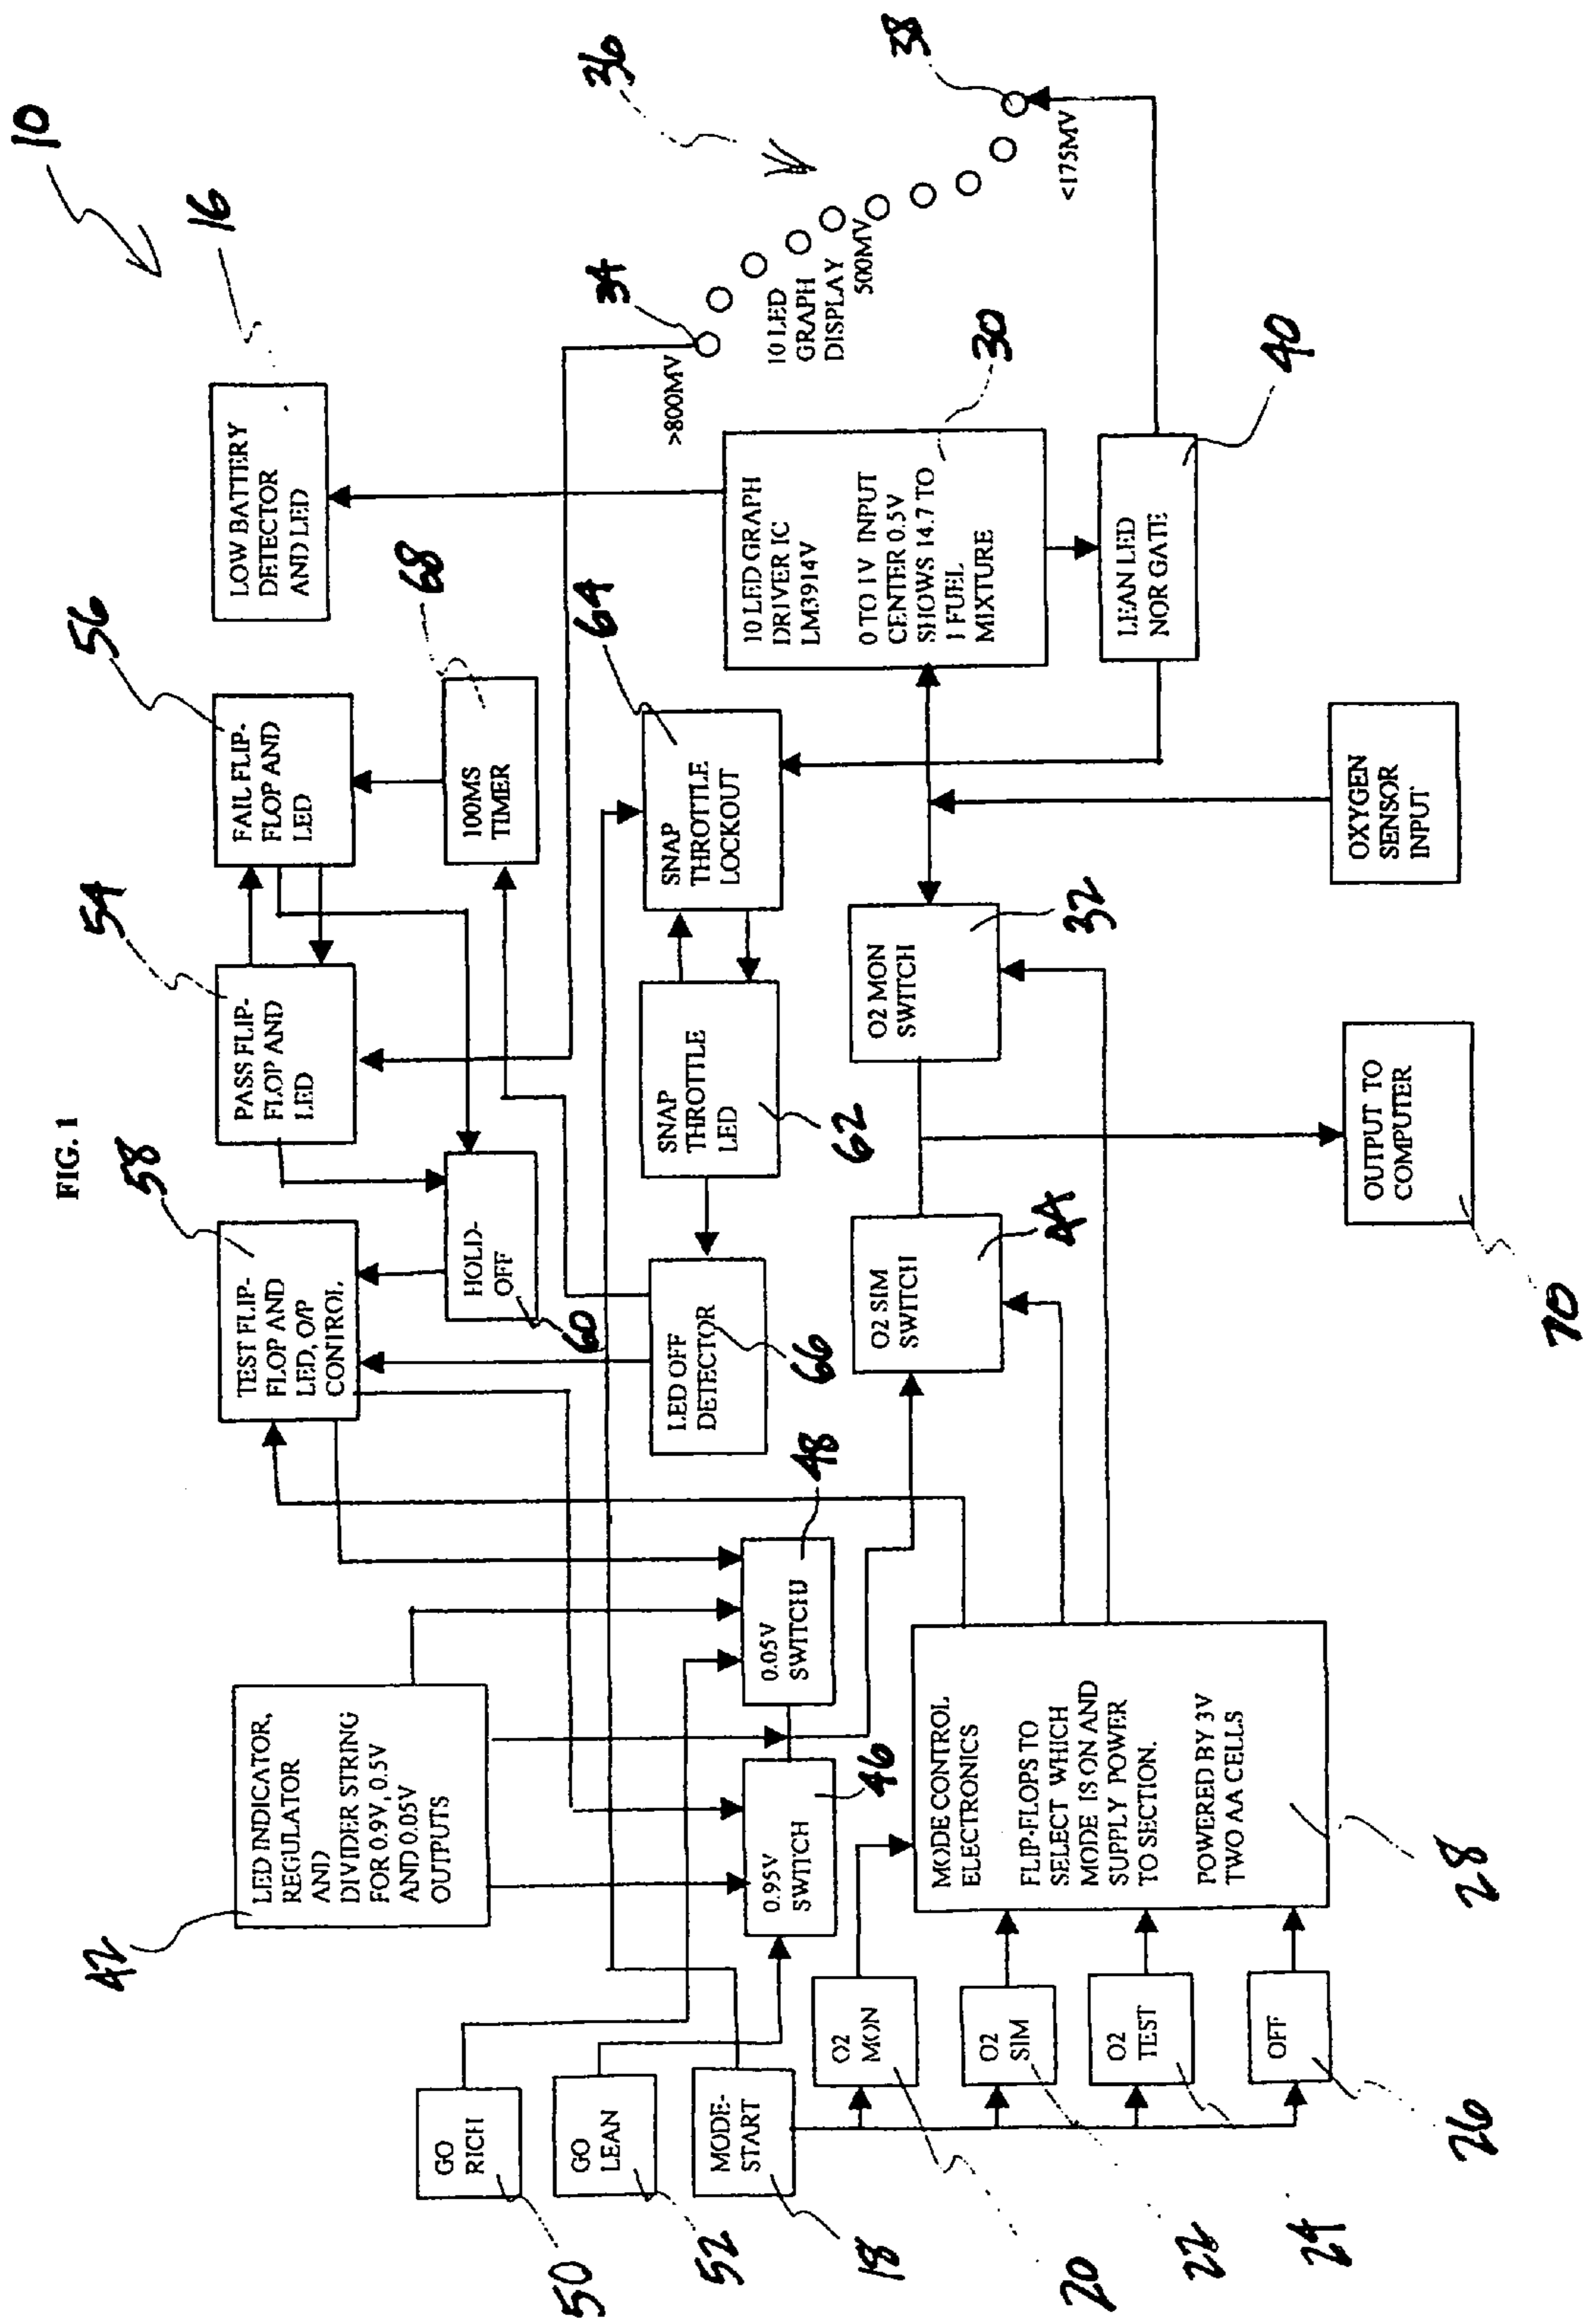 FIG. 1
10
16
LOW BATTERY
DETECTOR
AND LED
56
FAIL FLIP-
FLOP AND
LED
54
PASS FLIP-
FLOP AND
LED
58
TEST FLIP-
FLOP AND
LED, O/P
CONTROL
42
LED INDICATOR,
REGULATOR
AND
DIVIDER STRING
FOR 0.9V, 0.5V
AND 0.05V
OUTPUTS
68
100MS
TIMER
HOLD-
OFF
60
50
GO
RICH
52
GO
LEAN
18
MODE-
START
64
SNAP
THROTTLE
LOCKOUT
62
SNAP
THROTTLE
LED
66
LED OFF
DETECTOR
48
0.05V
SWITCHU
46
0.95V
SWITCH
34
>800MV
10 LED
GRAPH
DISPLAY
500MV
36
38
<175MV
30
10 LED GRAPH
DRIVER IC
LM3914V
0 TO 1V INPUT
CENTER 0.5V
SHOWS 14.7 TO
1 FUEL
MIXTURE
40
LEAN LED
NOR GATE
32
O2 MON
SWITCH
44
O2 SIM
SWITCH
20
O2
MON
22
O2
SIM
24
O2
TEST
26
OFF
28
MODE CONTROL
ELECTRONICS
FLIP-FLOPS TO
SELECT WHICH
MODE IS ON AND
SUPPLY POWER
TO SECTION.
POWERED BY 3V
TWO AA CELLS
OXYGEN
SENSOR
INPUT
OUTPUT TO
COMPUTER
70